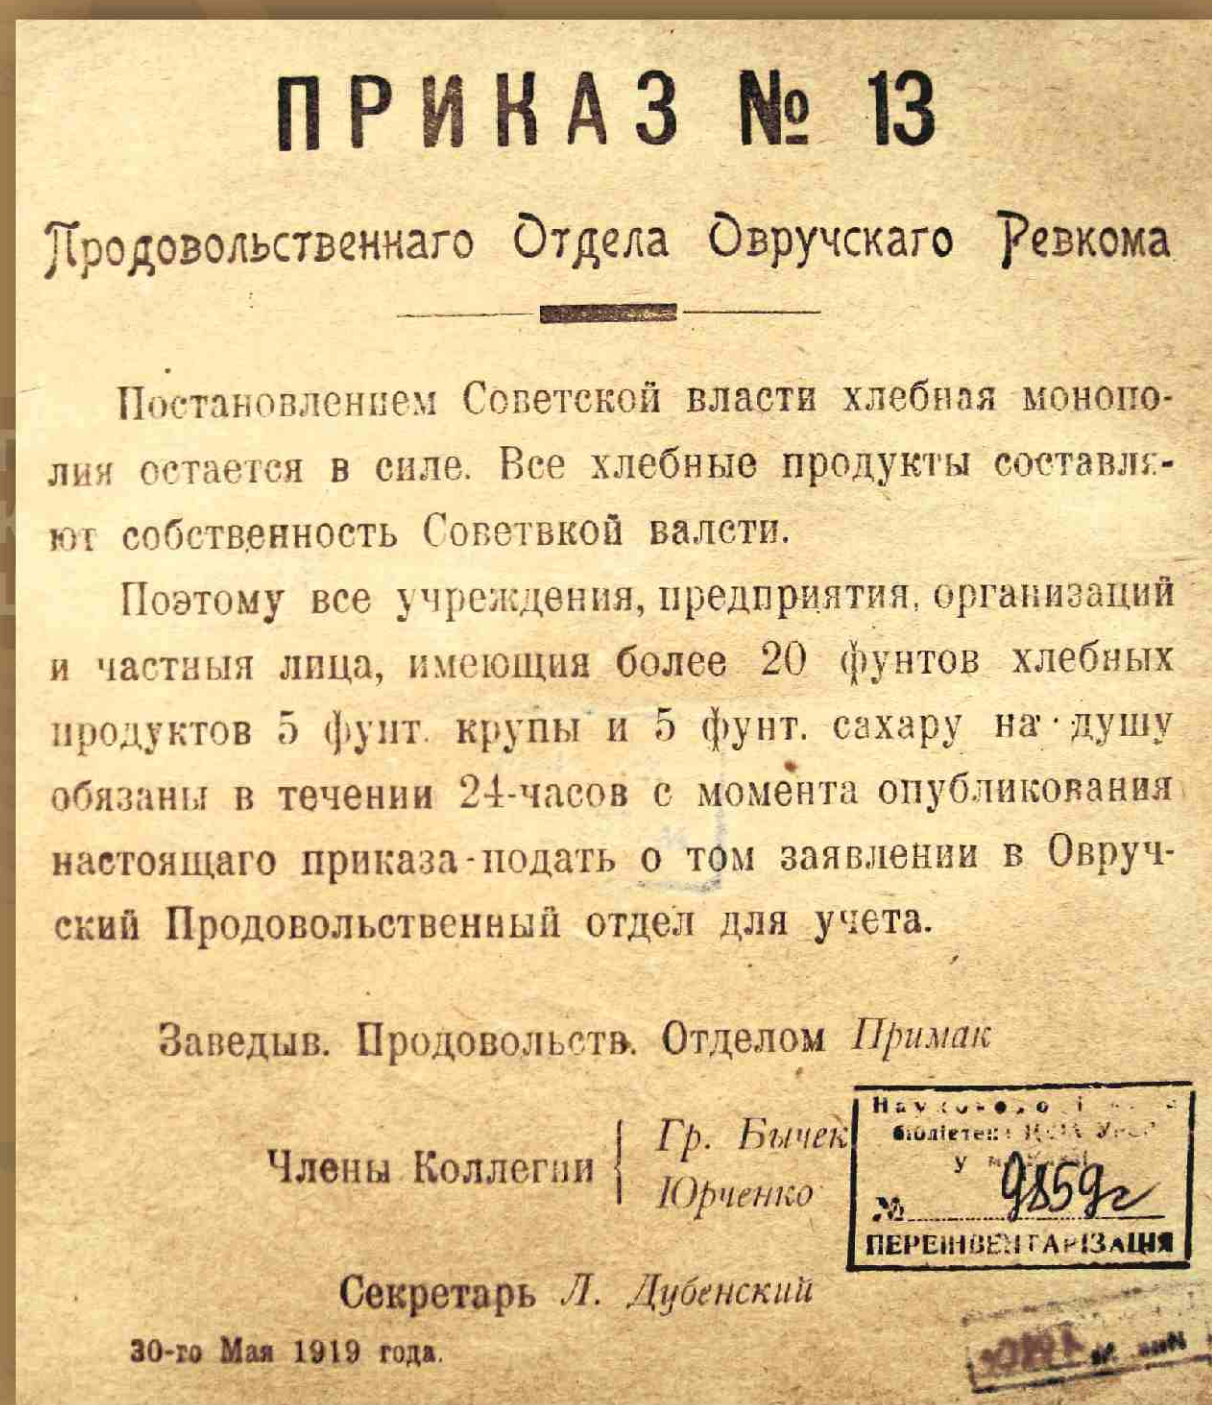 ПРИКАЗ № 13
Продовольственнаго Отдела Овручскаго Ревкома
Постановлением Советской власти хлебная монопо-
лия остается в силе. Все хлебные продукты составля-
ют собственность Советвкой валсти.
Поэтому все учреждения, предприятия, организаций
и частныя лица, имеющия более 20 фунтов хлебных
продуктов 5 фунт. крупы и 5 фунт. сахару на душу
обязаны в течении 24-часов с момента опубликования
настоящаго приказа-подать о том заявлении в Овруч-
ский Продовольственный отдел для учета.
Заведыв. Продовольств. Отделом Примак
Члены Коллегии
Гр. Бычек
Юрченко
у
№ 9859г
ПЕРЕІНВЕНТАРІЗАЦІЯ
Секретарь Л. Дубенский
30-го Мая 1919 года.